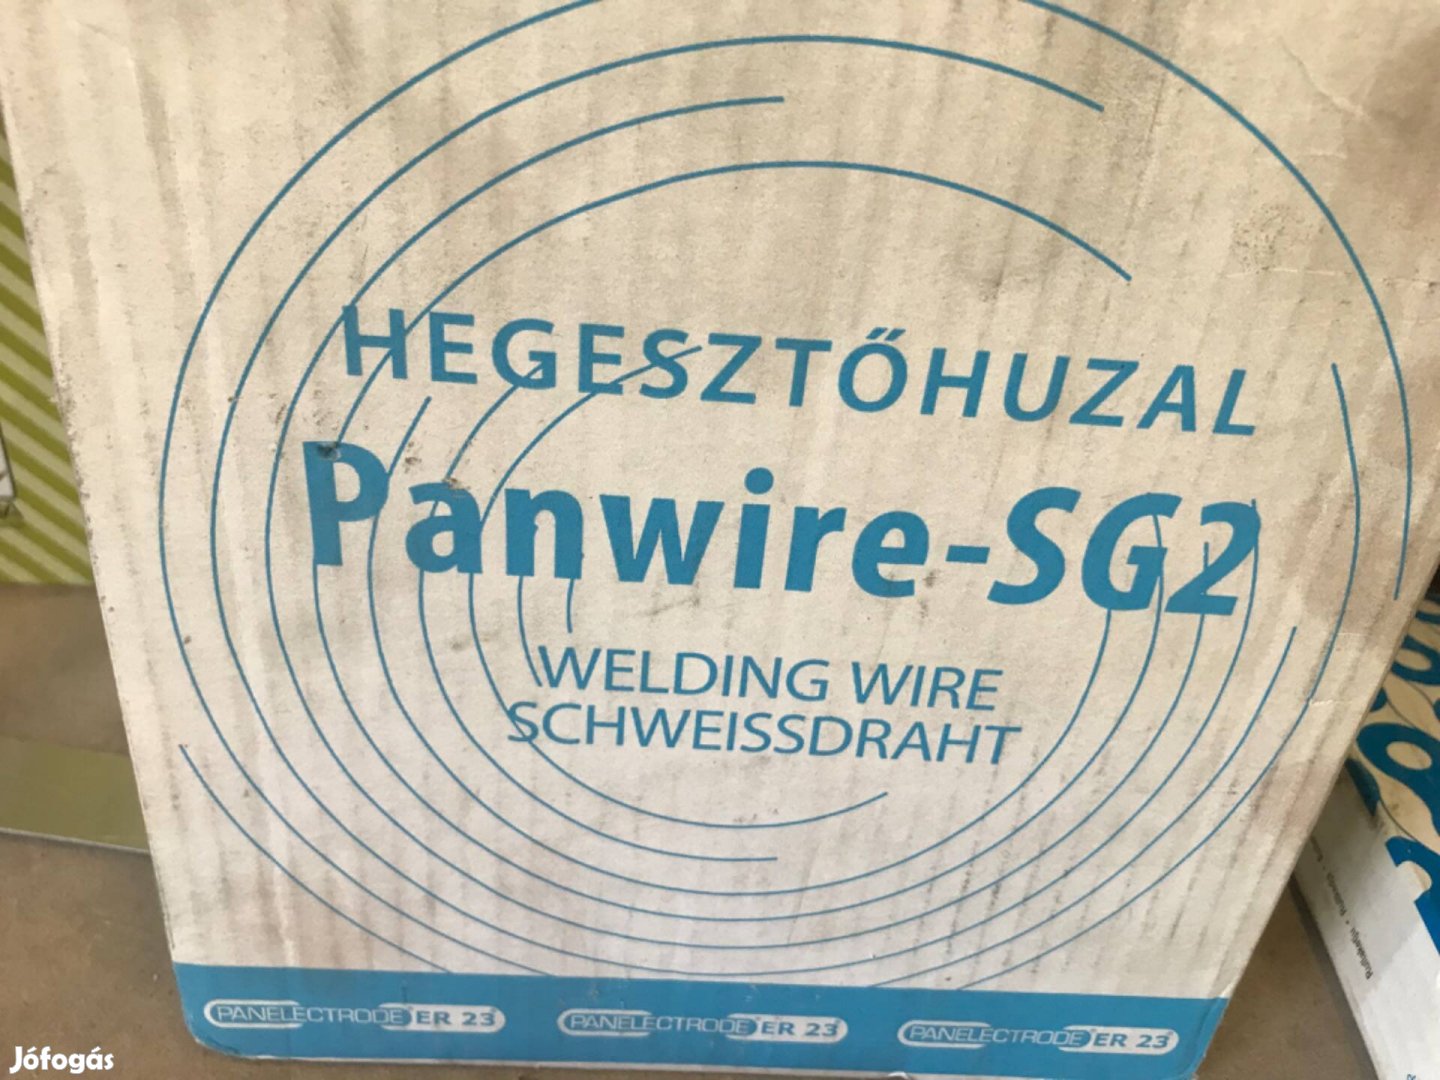 HEGESZTŐHUZAL
Panwire-SG2
WELDING WIRE
SCHWEISSDRAHT
PANELECTRODE® ER 23 PANELECTRODE® ER 23 PANELECTRODE® ER 23
Jófogás